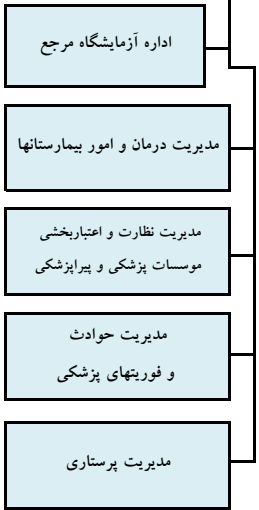 اداره آزمایشگاه مرجع
مدیریت درمان و امور بیمارستانها
مدیریت نظارت و اعتباربخشی
موسسات پزشکی و پیراپزشکی
مدیریت حوادث
و فوریتهای پزشکی
مدیریت پرستاری